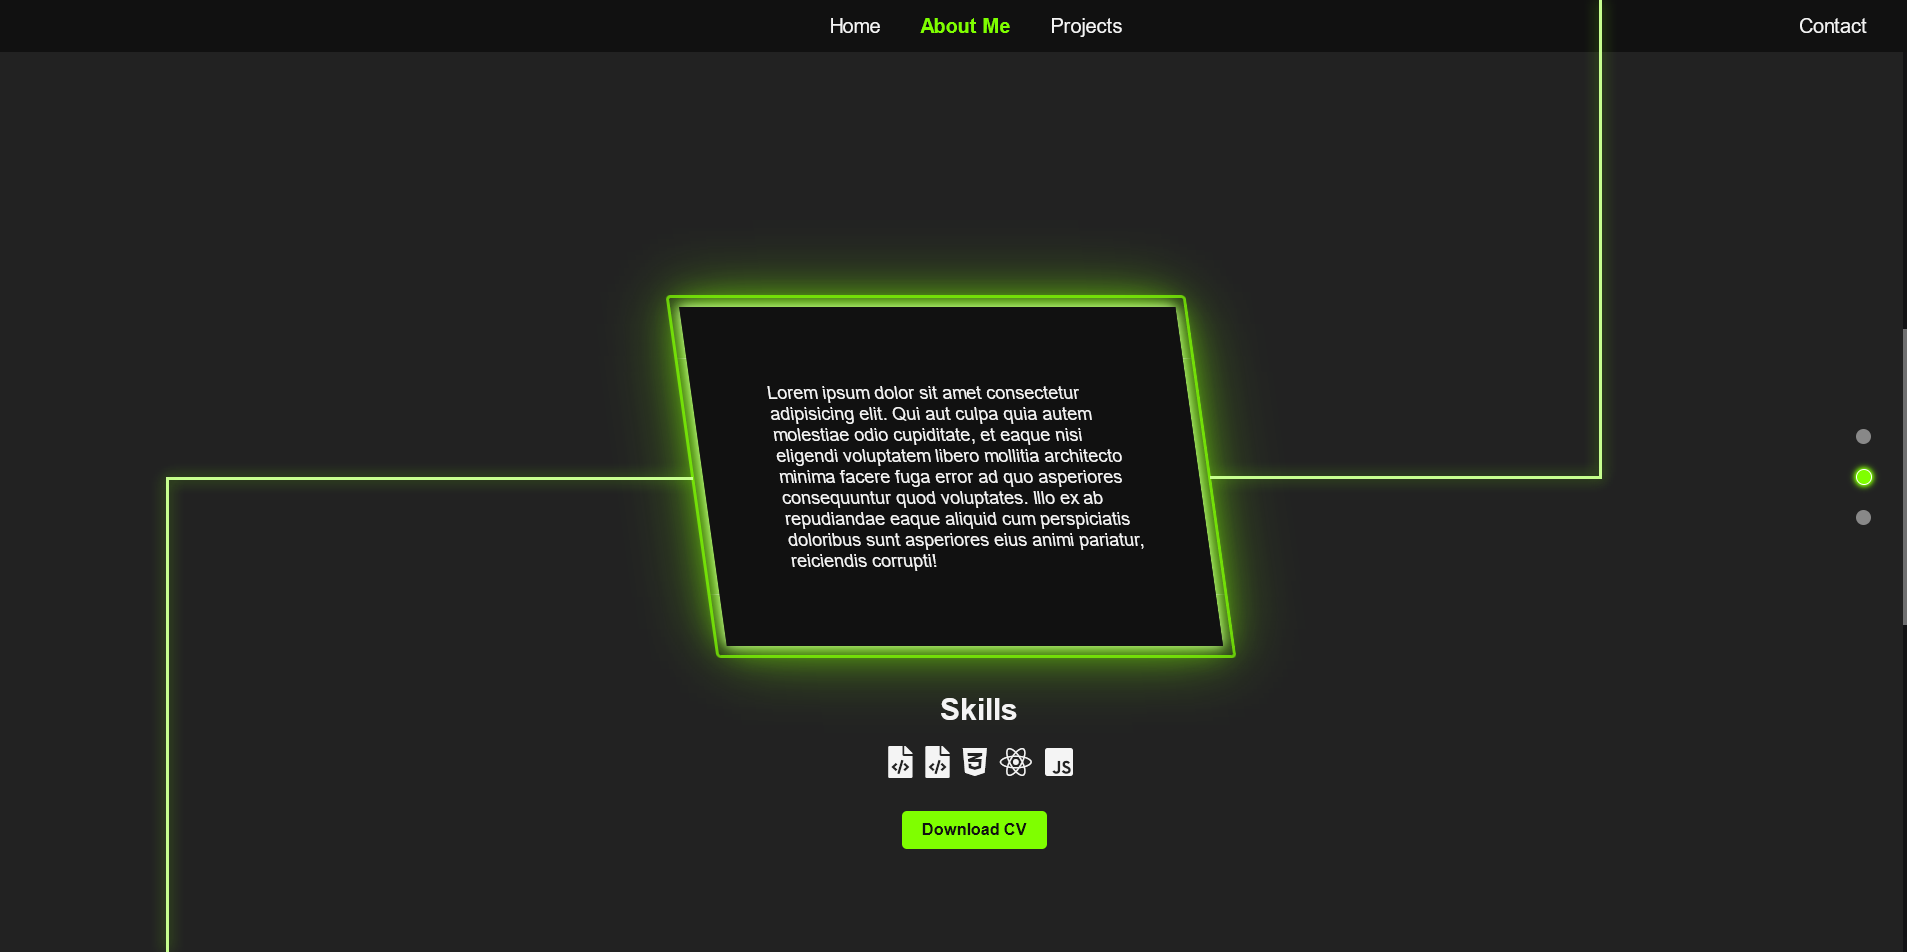 Home
About Me
Projects
Contact
Lorem ipsum dolor sit amet consectetur
adipisicing elit. Qui aut culpa quia autem
molestiae odio cupiditate, et eaque nisi
eligendi voluptatem libero mollitia architecto
minima facere fuga error ad quo asperiores
consequuntur quod voluptates. Illo ex ab
repudiandae eaque aliquid cum perspiciatis
doloribus sunt asperiores eius animi pariatur,
reiciendis corrupti!
Skills
</> </> 3 JS
Download CV